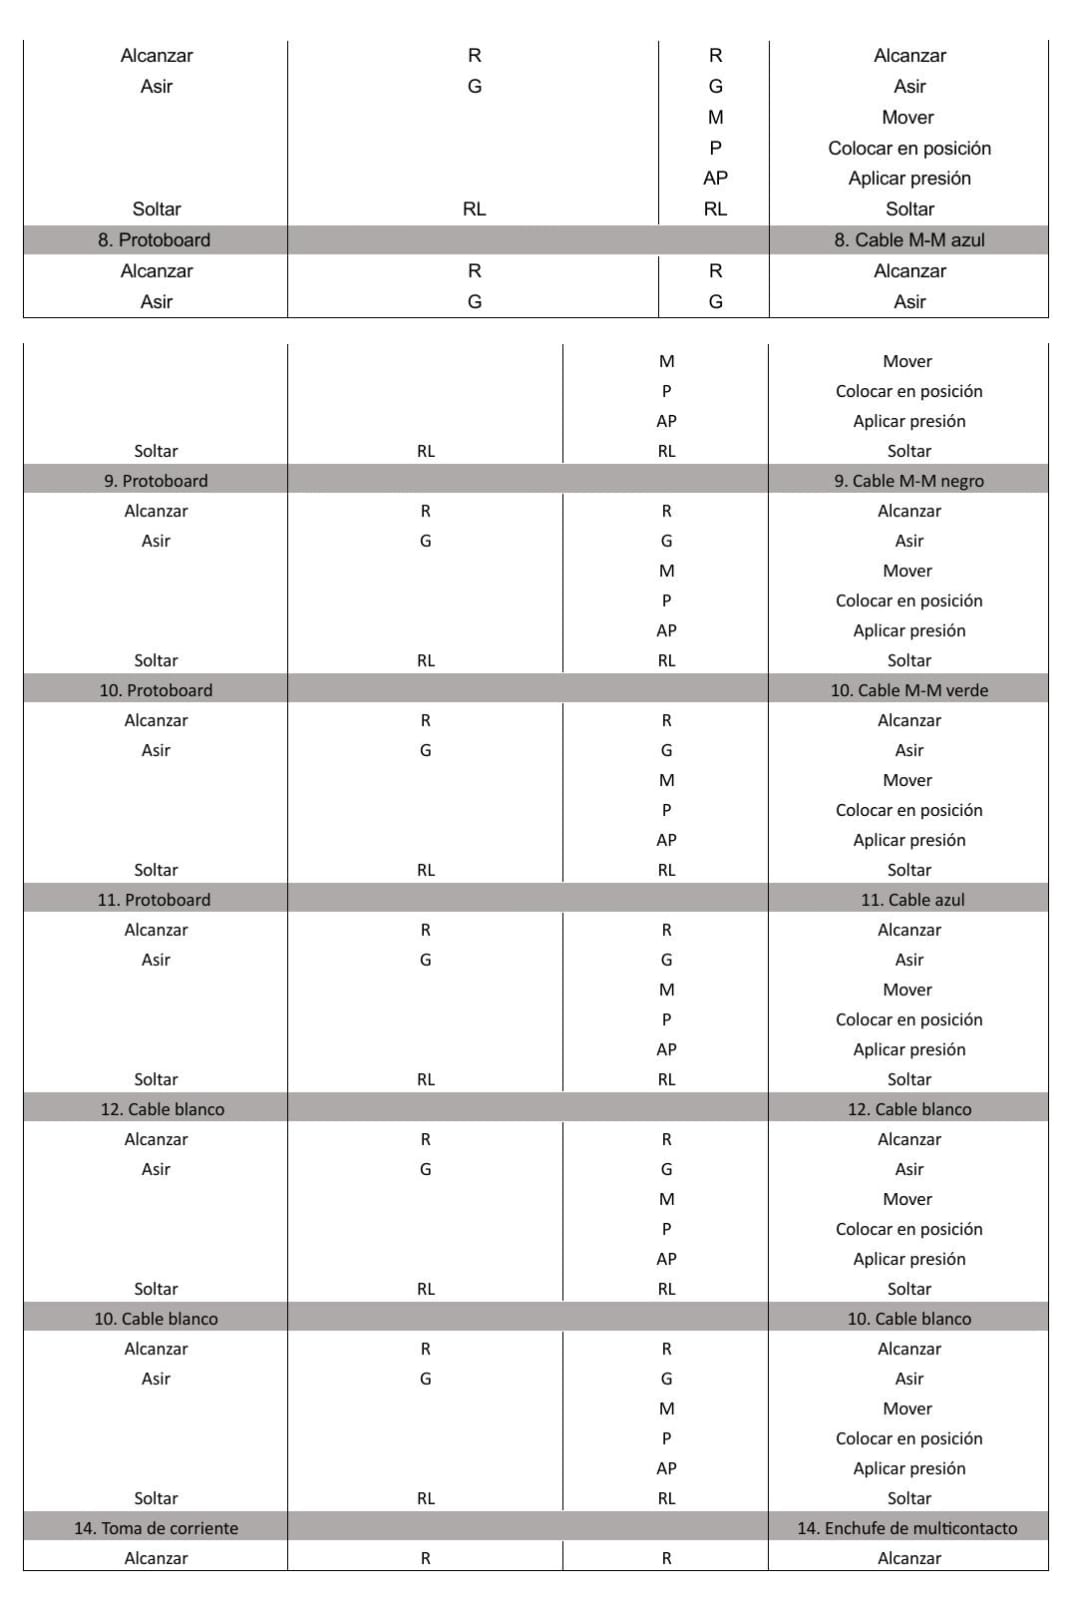 Alcanzar R R Alcanzar
Asir G G Asir
M Mover
P Colocar en posición
AP Aplicar presión
Soltar RL RL Soltar
8. Protoboard 8. Cable M-M azul
Alcanzar R R Alcanzar
Asir G G Asir
M Mover
P Colocar en posición
AP Aplicar presión
Soltar RL RL Soltar
9. Protoboard 9. Cable M-M negro
Alcanzar R R Alcanzar
Asir G G Asir
M Mover
P Colocar en posición
AP Aplicar presión
Soltar RL RL Soltar
10. Protoboard 10. Cable M-M verde
Alcanzar R R Alcanzar
Asir G G Asir
M Mover
P Colocar en posición
AP Aplicar presión
Soltar RL RL Soltar
11. Protoboard 11. Cable azul
Alcanzar R R Alcanzar
Asir G G Asir
M Mover
P Colocar en posición
AP Aplicar presión
Soltar RL RL Soltar
12. Cable blanco 12. Cable blanco
Alcanzar R R Alcanzar
Asir G G Asir
M Mover
P Colocar en posición
AP Aplicar presión
Soltar RL RL Soltar
10. Cable blanco 10. Cable blanco
Alcanzar R R Alcanzar
Asir G G Asir
M Mover
P Colocar en posición
AP Aplicar presión
Soltar RL RL Soltar
14. Toma de corriente 14. Enchufe de multicontacto
Alcanzar R R Alcanzar